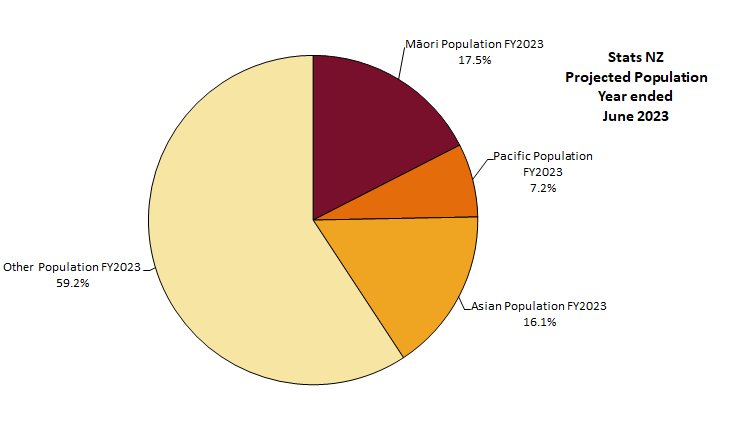 Māori Population FY2023
17.5%
Stats NZ
Projected Population
Year ended
June 2023
Pacific Population
FY2023
7.2%
Other Population FY2023
59.2%
Asian Population FY2023
16.1%